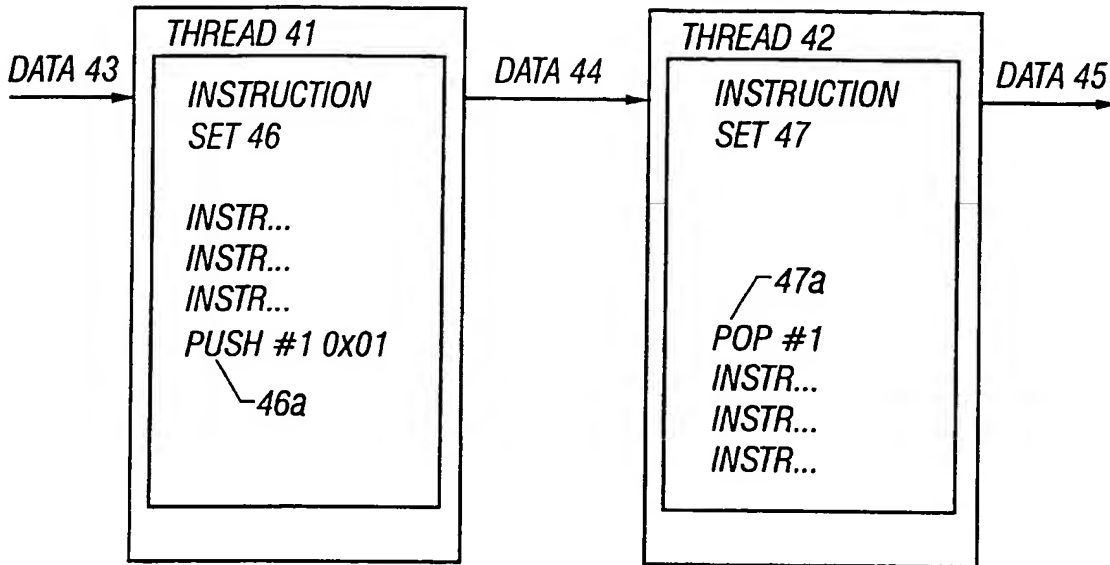 DATA 43
THREAD 41
INSTRUCTION
SET 46
INSTR...
INSTR...
INSTR...
PUSH #1 0X01
46a
DATA 44
THREAD 42
INSTRUCTION
SET 47
47a
POP #1
INSTR...
INSTR...
INSTR...
DATA 45